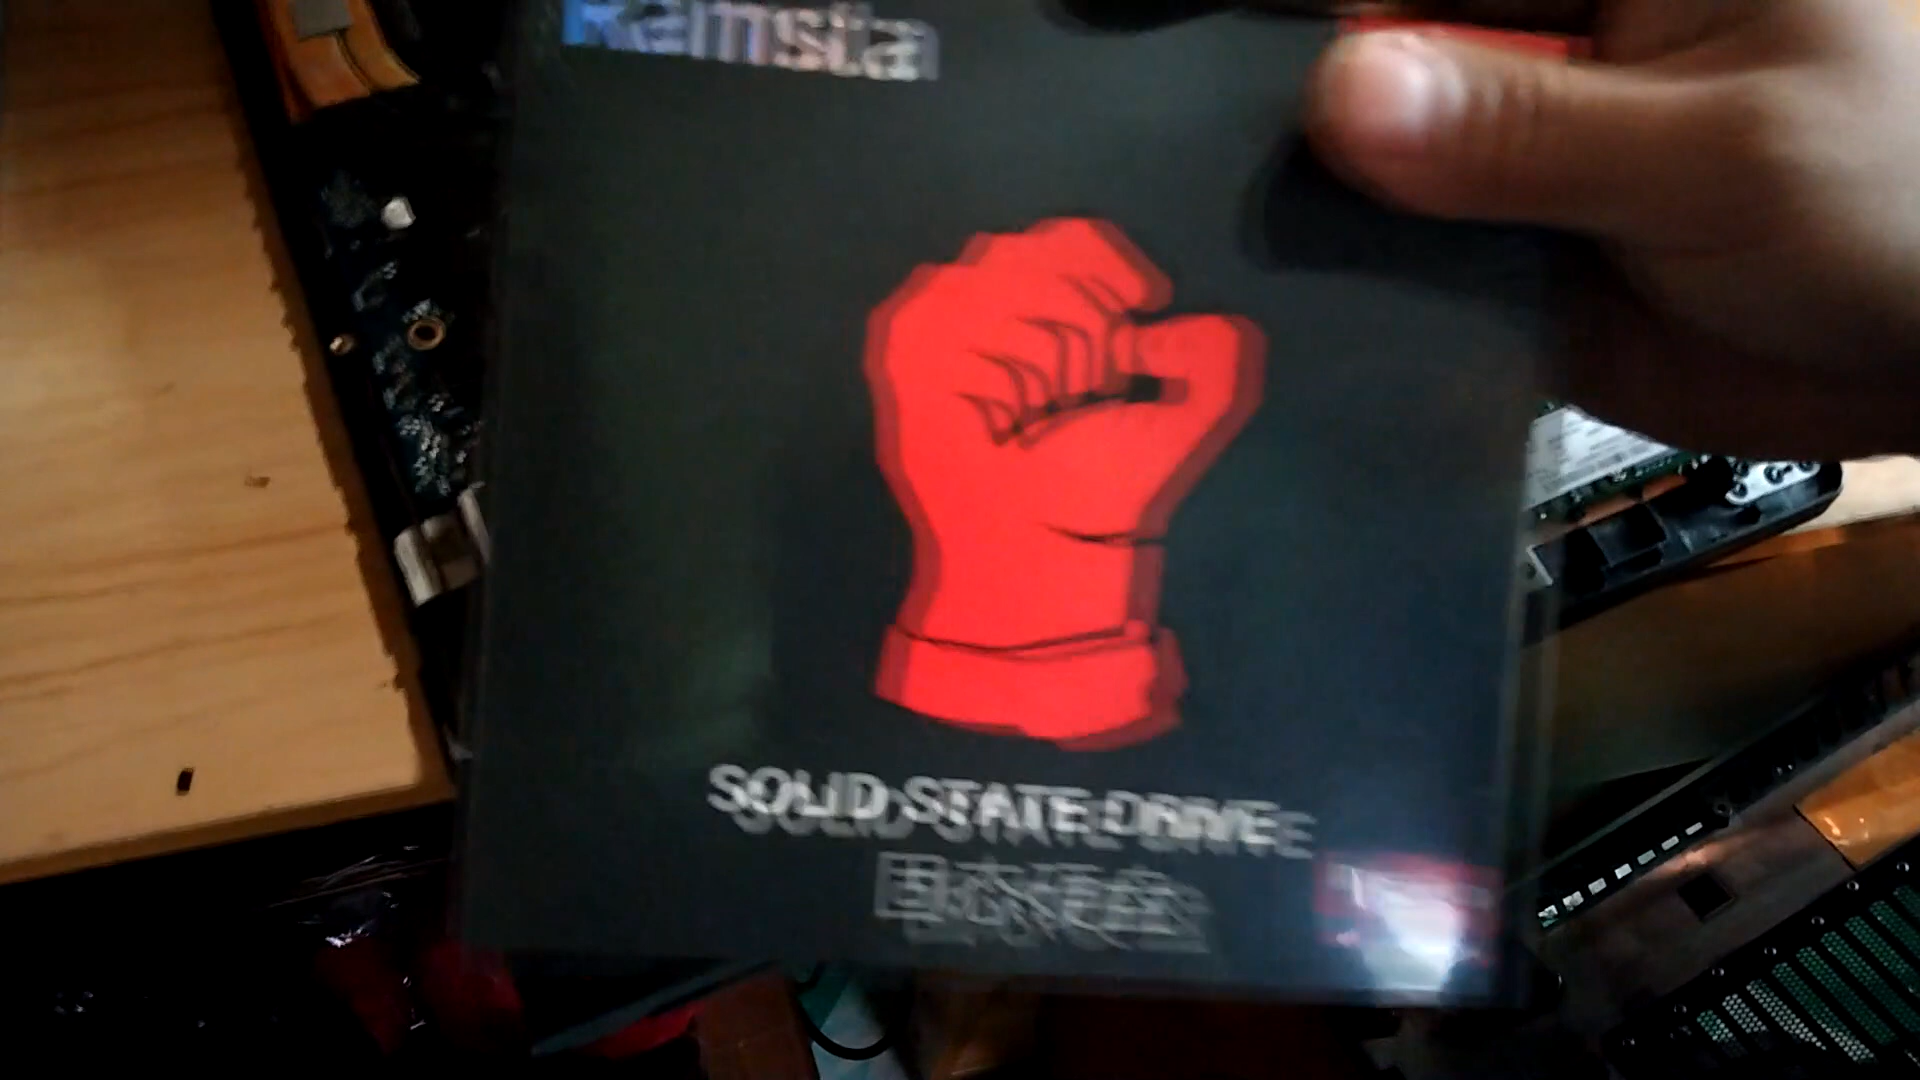 Ramsta
SOLID STATE DRIVE
固态硬盘